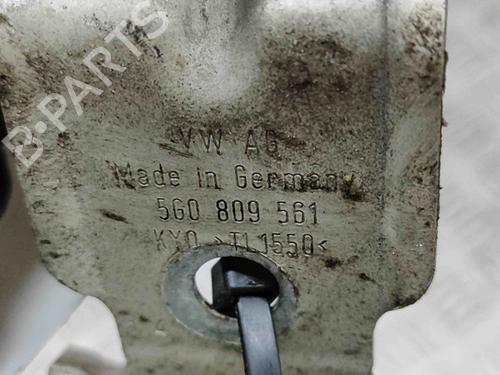 B-PARTS
VW AG
Made in Germany
5G0 809 561
KYO >TL1550<